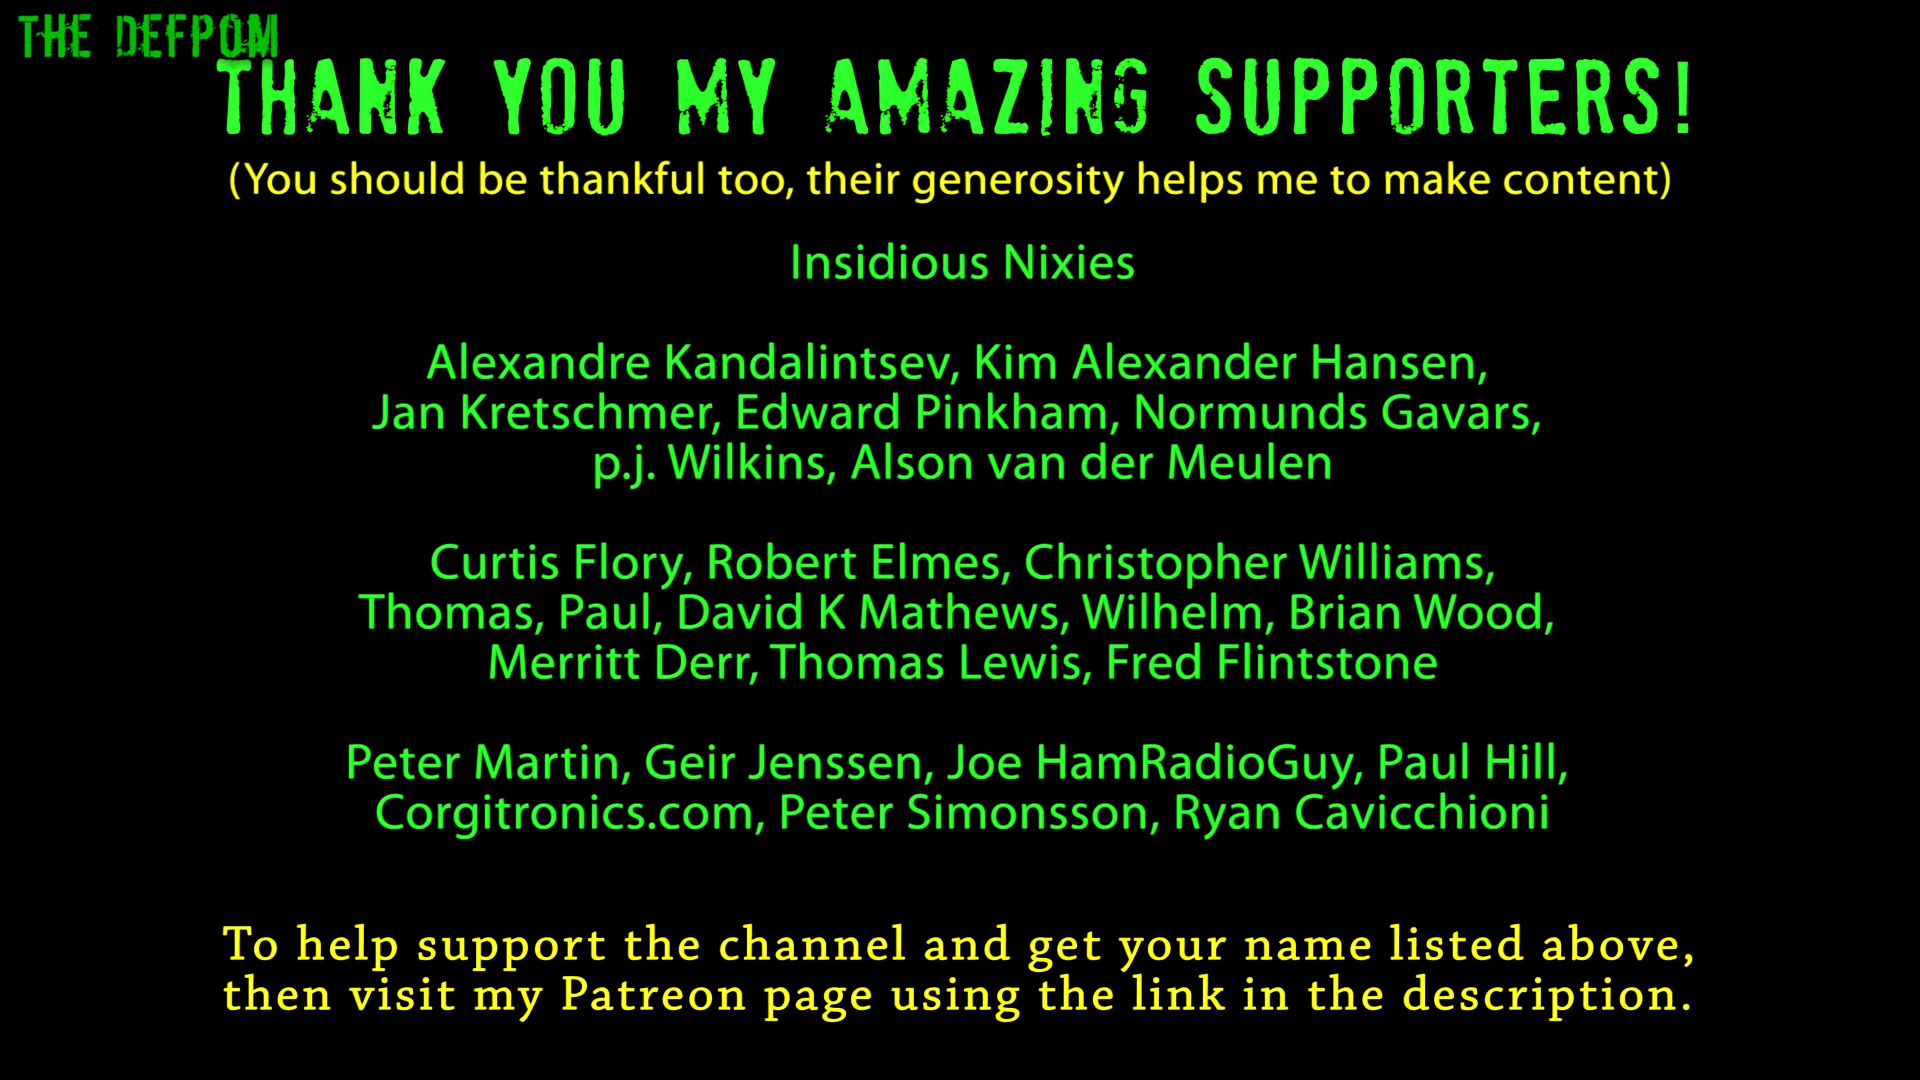 THE DEFPOM
THANK YOU MY AMAZING SUPPORTERS!
(You should be thankful too, their generosity helps me to make content)
Insidious Nixies
Alexandre Kandalintsev, Kim Alexander Hansen,
Jan Kretschmer, Edward Pinkham, Normunds Gavars,
p.j. Wilkins, Alson van der Meulen
Curtis Flory, Robert Elmes, Christopher Williams,
Thomas, Paul, David K Mathews, Wilhelm, Brian Wood,
Merritt Derr, Thomas Lewis, Fred Flintstone
Peter Martin, Geir Jenssen, Joe HamRadioGuy, Paul Hill,
Corgitronics.com, Peter Simonsson, Ryan Cavicchioni
To help support the channel and get your name listed above,
then visit my Patreon page using the link in the description.